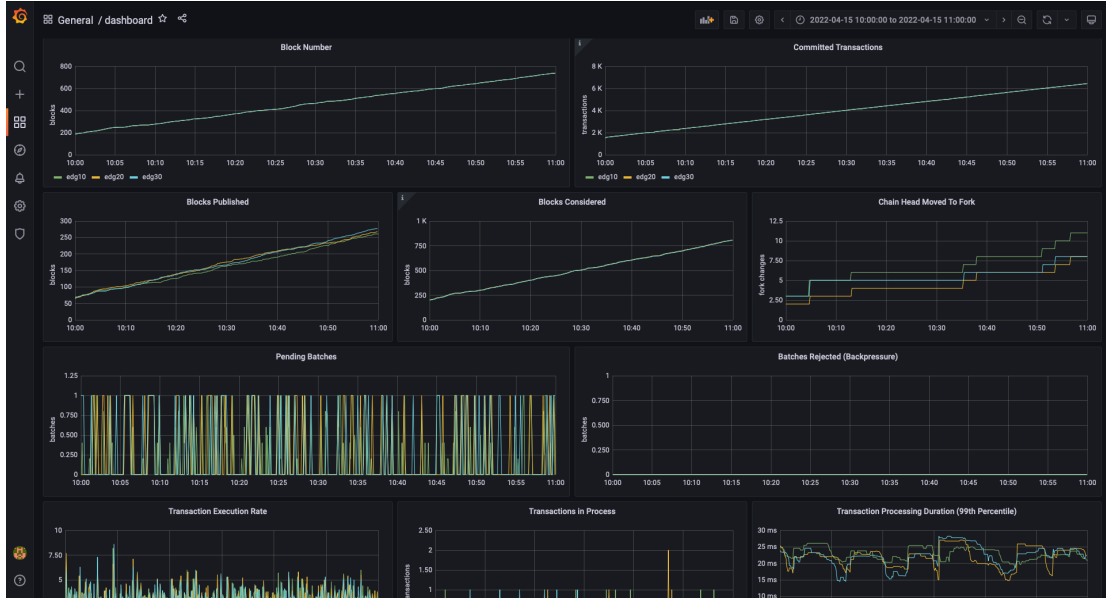 General / dashboard
2022-04-15 10:00:00 to 2022-04-15 11:00:00
Block Number
800
600
400
200
0
blocks
10:00 10:05 10:10 10:15 10:20 10:25 10:30 10:35 10:40 10:45 10:50 10:55 11:00
edg10 edg20 edg30
Committed Transactions
8 K
6 K
4 K
2 K
0
transactions
10:00 10:05 10:10 10:15 10:20 10:25 10:30 10:35 10:40 10:45 10:50 10:55 11:00
edg10 edg20 edg30
Blocks Published
300
250
200
150
100
50
0
blocks
10:00 10:10 10:20 10:30 10:40 10:50 11:00
Blocks Considered
1 K
750
500
250
0
blocks
10:00 10:10 10:20 10:30 10:40 10:50 11:00
Chain Head Moved To Fork
12.5
10
7.50
5
2.50
0
fork changes
10:00 10:10 10:20 10:30 10:40 10:50 11:00
Pending Batches
1.25
1
0.750
0.500
0.250
0
batches
10:00 10:05 10:10 10:15 10:20 10:25 10:30 10:35 10:40 10:45 10:50 10:55 11:00
Batches Rejected (Backpressure)
1
0.750
0.500
0.250
0
batches
10:00 10:05 10:10 10:15 10:20 10:25 10:30 10:35 10:40 10:45 10:50 10:55 11:00
Transaction Execution Rate
10
7.50
5
Transactions in Process
2.50
2
1.50
1
Transaction Processing Duration (99th Percentile)
30 ms
25 ms
20 ms
15 ms
10 ms